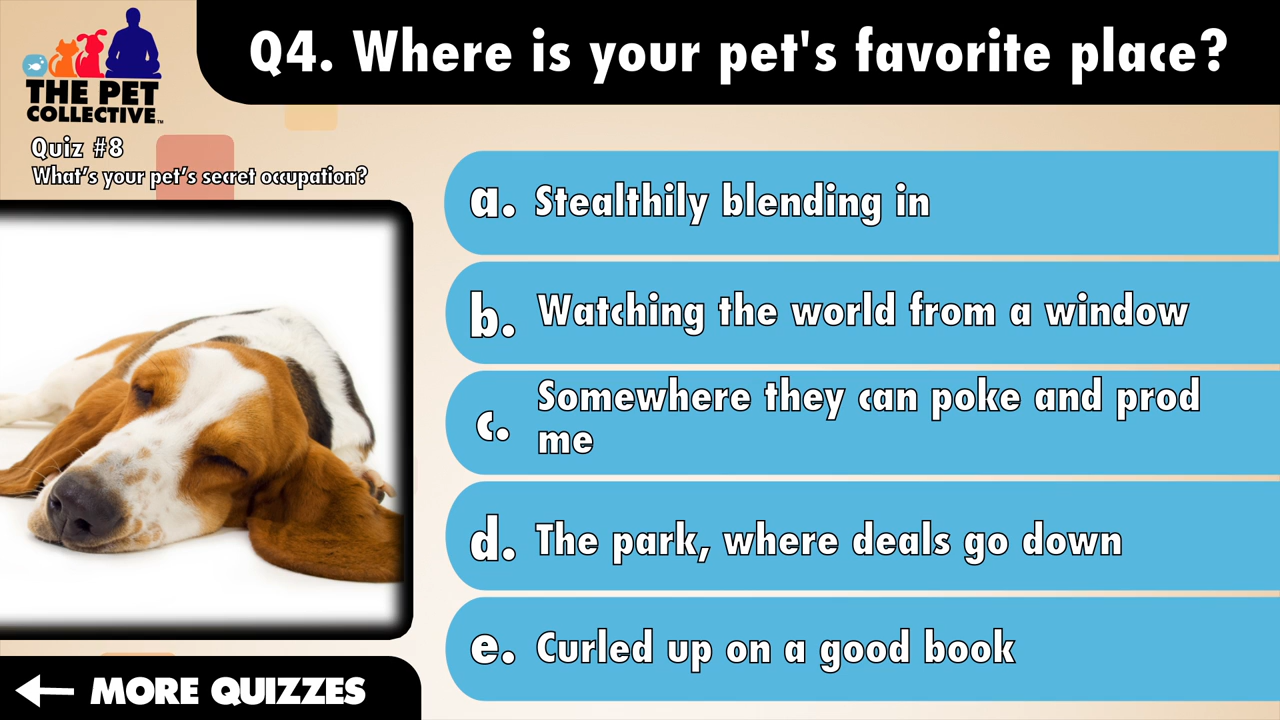 Q4. Where is your pet's favorite place?
THE PET
COLLECTIVE™
Quiz #8
What's your pet's secret occupation?
a. Stealthily blending in
b. Watching the world from a window
c. Somewhere they can poke and prod
me
d. The park, where deals go down
e. Curled up on a good book
MORE QUIZZES